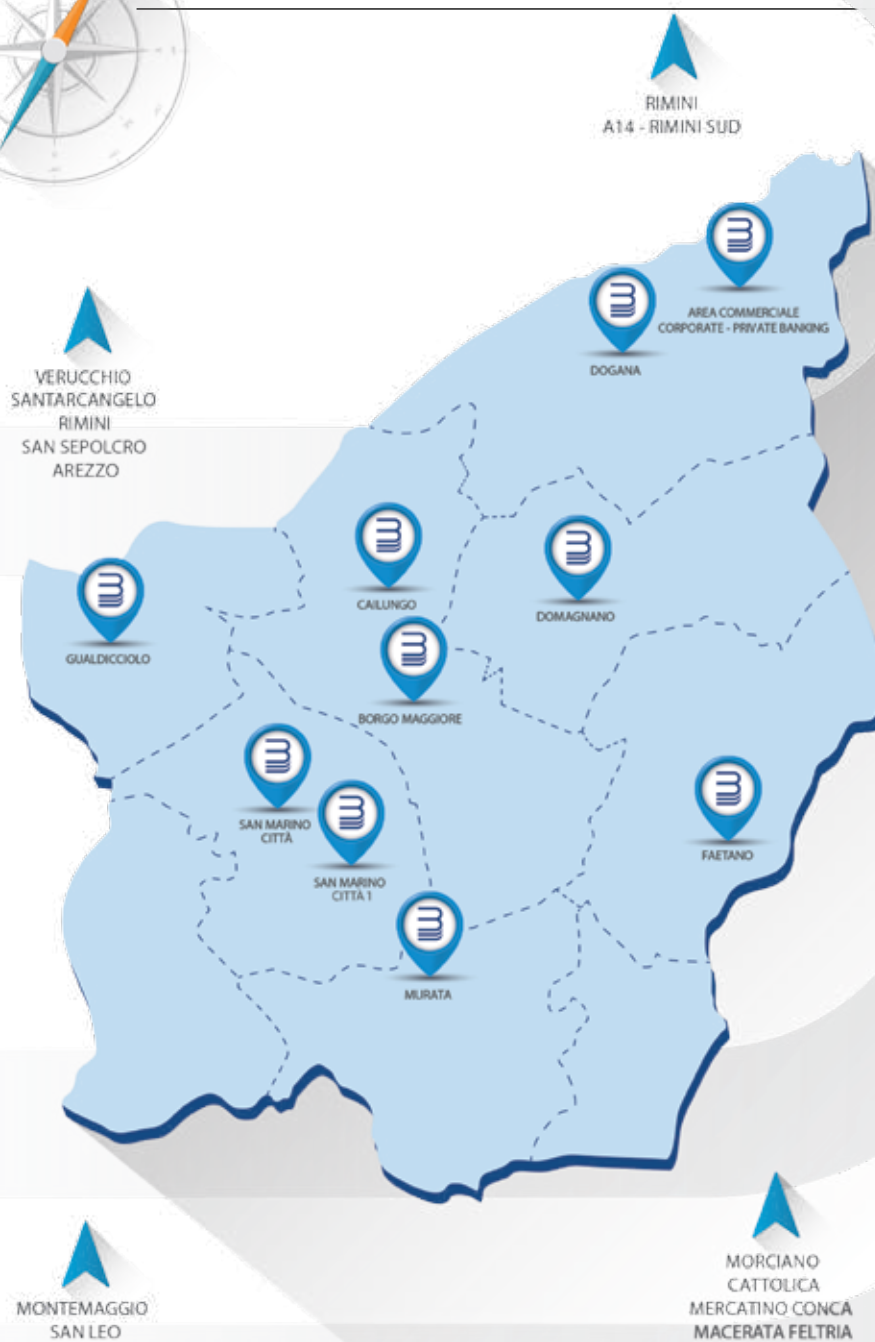 RIMINI
A14 - RIMINI SUD
AREA COMMERCIALE
CORPORATE - PRIVATE BANKING
DOGANA
VERUCCHIO
SANTARCANGELO
RIMINI
SAN SEPOLCRO
AREZZO
CAILUNGO
DOMAGNANO
GUALDICCIOLO
BORGO MAGGIORE
SAN MARINO
CITTÀ
SAN MARINO
CITTÀ 1
FAETANO
MURATA
MONTEMAGGIO
SAN LEO
MORCIANO
CATTOLICA
MERCATINO CONCA
MACERATA FELTRIA